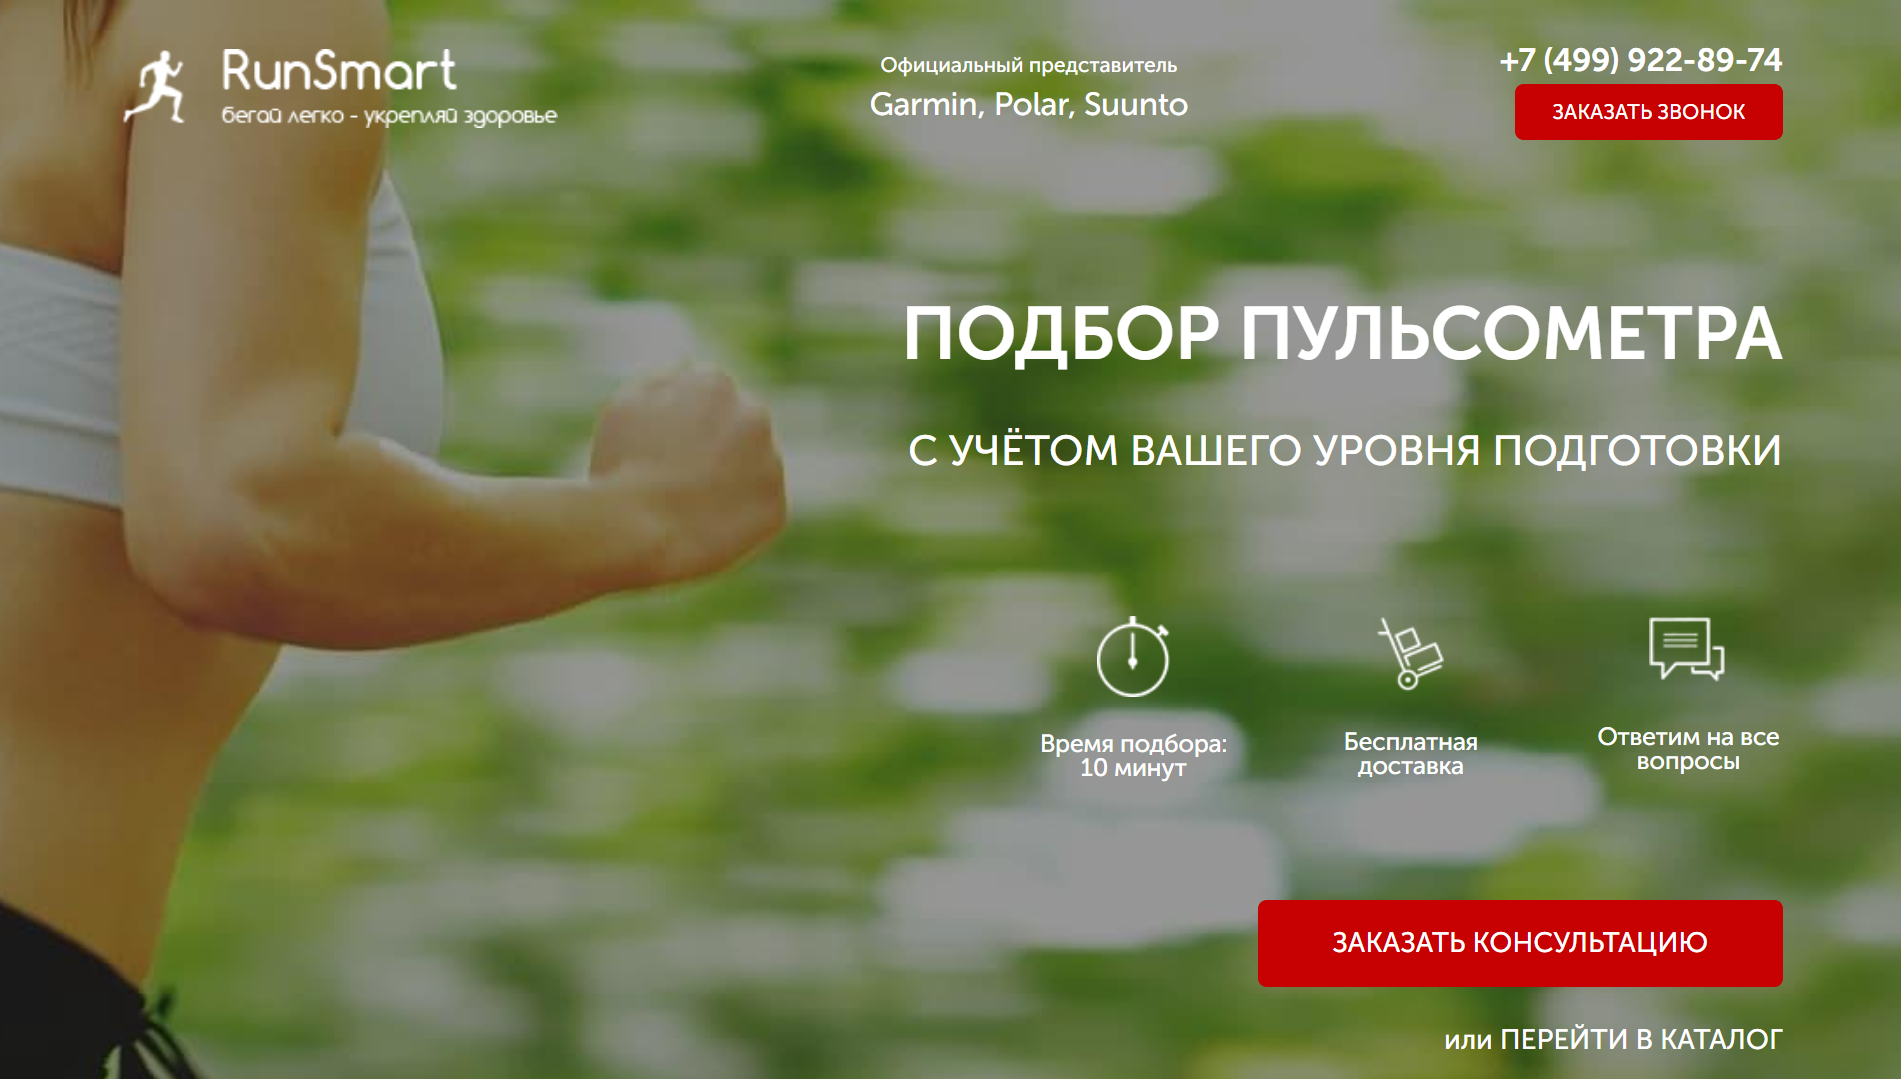 RunSmart
бегай легко - укрепляй здоровье
Официальный представитель
Garmin, Polar, Suunto
+7 (499) 922-89-74
ЗАКАЗАТЬ ЗВОНОК
ПОДБОР ПУЛЬСОМЕТРА
С УЧЁТОМ ВАШЕГО УРОВНЯ ПОДГОТОВКИ
Время подбора:
10 минут
Бесплатная
доставка
Ответим на все
вопросы
ЗАКАЗАТЬ КОНСУЛЬТАЦИЮ
или ПЕРЕЙТИ В КАТАЛОГ